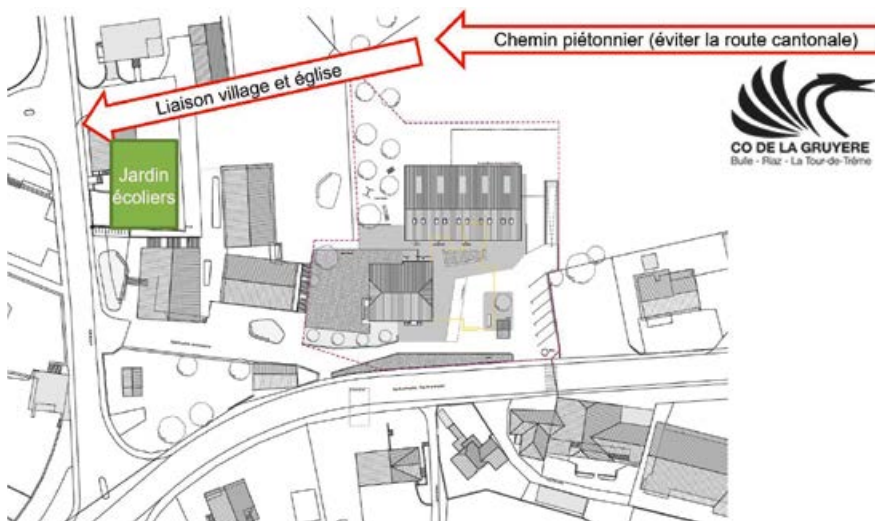 Chemin piétonnier (éviter la route cantonale)
Liaison village et église
CO DE LA GRUYERE
Bulle - Riaz - La Tour-de-Trême
Jardin
écoliers